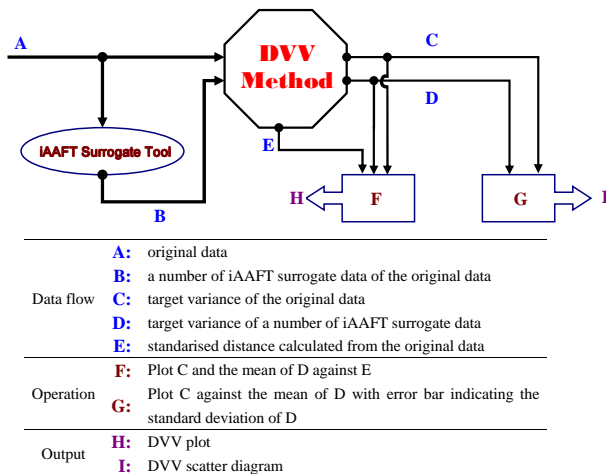 A
DVV
Method
C
D
iAAFT Surrogate Tool
E
B
H
F
G
I
Data flow
A: original data
B: a number of iAAFT surrogate data of the original data
C: target variance of the original data
D: target variance of a number of iAAFT surrogate data
E: standarised distance calculated from the original data
Operation
F: Plot C and the mean of D against E
G: Plot C against the mean of D with error bar indicating the
standard deviation of D
Output
H: DVV plot
I: DVV scatter diagram